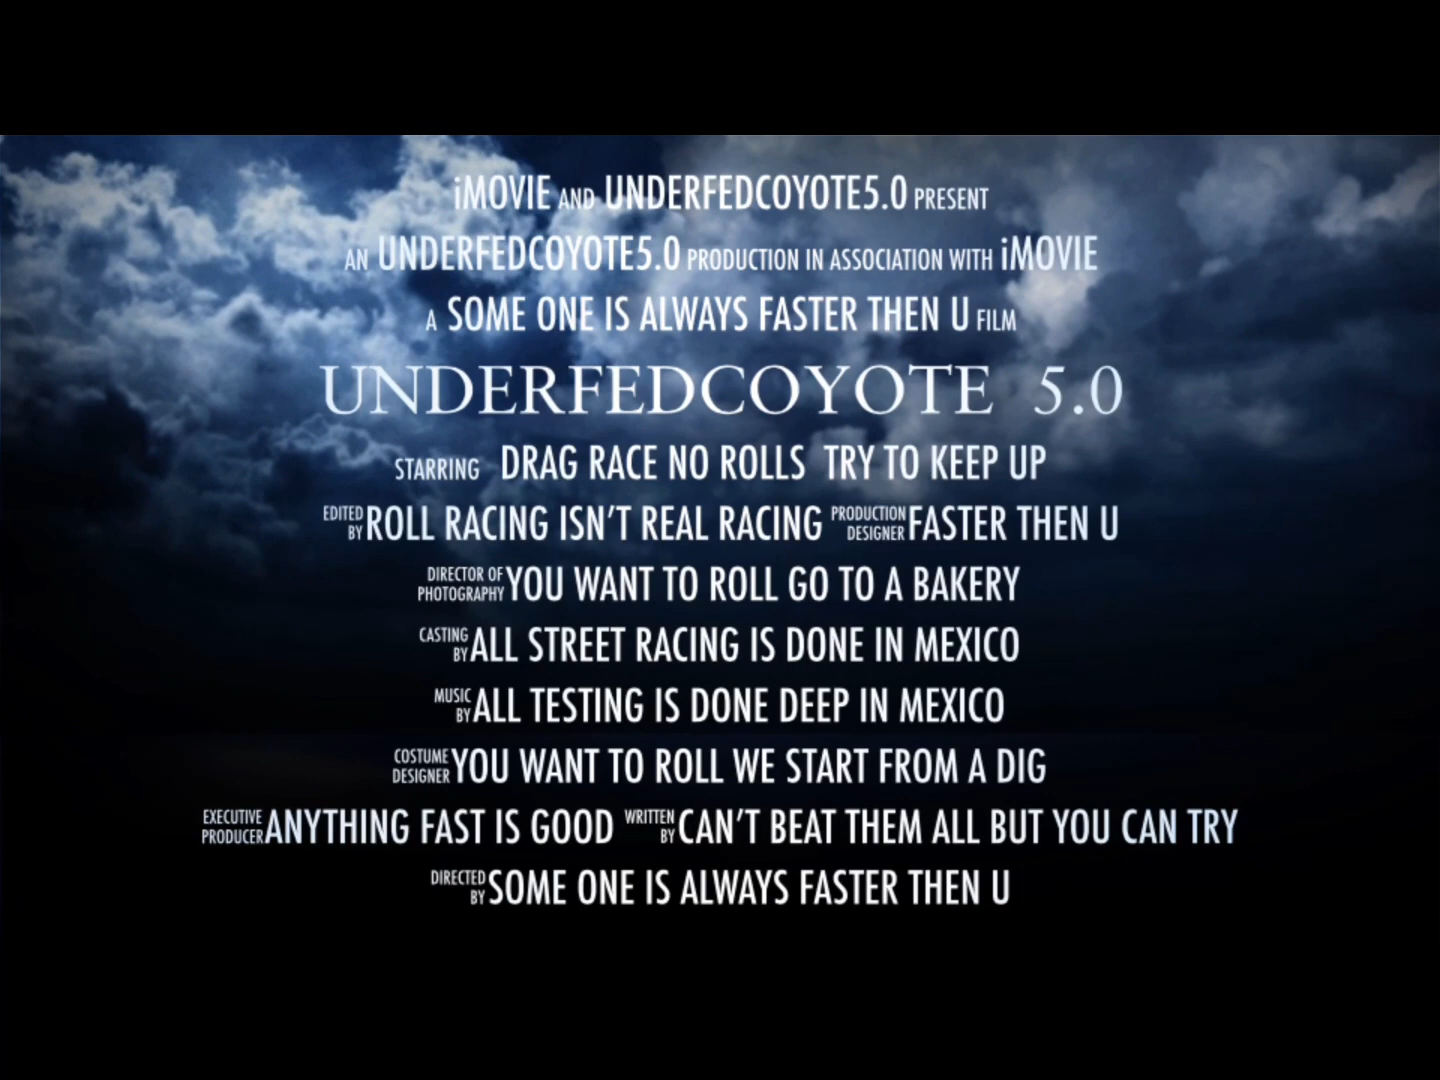 iMOVIE AND UNDERFEDCOYOTE5.0 PRESENT
AN UNDERFEDCOYOTE5.0 PRODUCTION IN ASSOCIATION WITH iMOVIE
A SOME ONE IS ALWAYS FASTER THEN U FILM
UNDERFEDCOYOTE 5.0
STARRING DRAG RACE NO ROLLS TRY TO KEEP UP
EDITED BY ROLL RACING ISN'T REAL RACING PRODUCTION DESIGNER FASTER THEN U
DIRECTOR OF PHOTOGRAPHY YOU WANT TO ROLL GO TO A BAKERY
CASTING BY ALL STREET RACING IS DONE IN MEXICO
MUSIC BY ALL TESTING IS DONE DEEP IN MEXICO
COSTUME DESIGNER YOU WANT TO ROLL WE START FROM A DIG
EXECUTIVE PRODUCER ANYTHING FAST IS GOOD WRITTEN BY CAN'T BEAT THEM ALL BUT YOU CAN TRY
DIRECTED BY SOME ONE IS ALWAYS FASTER THEN U